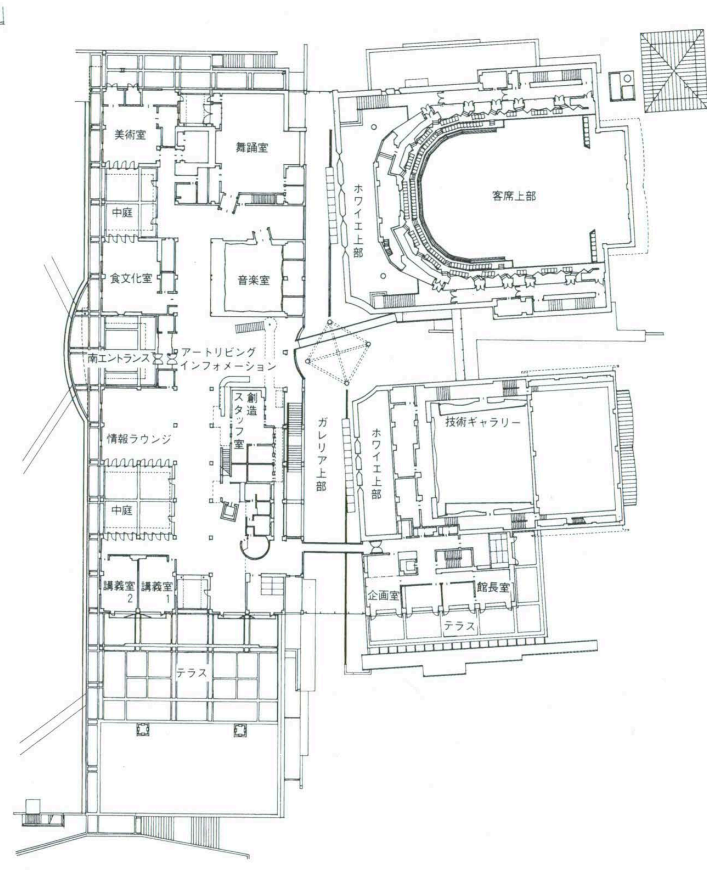 美術室
舞踊室
中庭
ホワイエ上部
客席上部
食文化室
音楽室
南エントランス
アートリビング
インフォメーション
創造
スタッフ室
情報ラウンジ
ガレリア上部
ホワイエ上部
技術ギャラリー
中庭
講義室
2
講義室
1
企画室
館長室
テラス
テラス